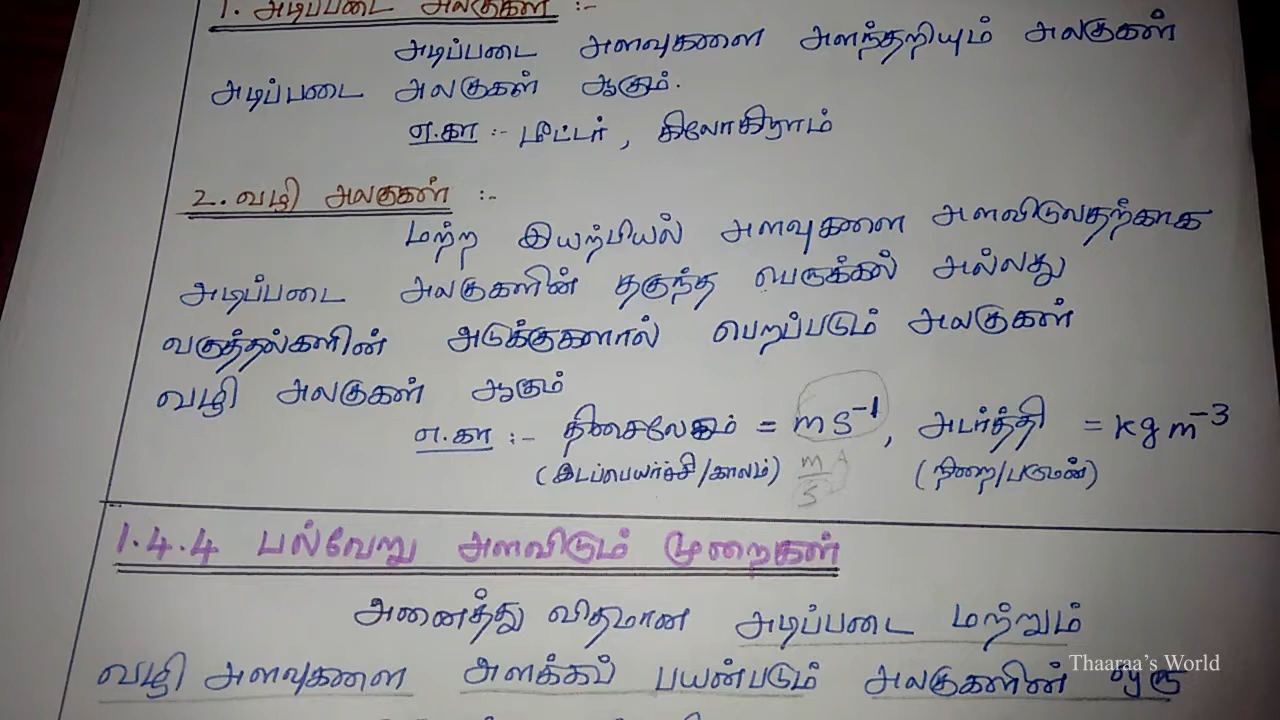 1. அடிப்படை அலகுகள் :-
அடிப்படை அளவுகளை அளந்தறியும் அலகுகள்
அடிப்படை அலகுகள் ஆகும்.
எ.கா :- மீட்டர் , கிலோகிராம்
2. வழி அலகுகள் :-
மற்ற இயற்பியல் அளவுகளை அளவிடுவதற்காக
அடிப்படை அலகுகளின் தகுந்த பெருக்கல் அல்லது
வகுத்தல்களின் அடுக்குகளால் பெறப்படும் அலகுகள்
வழி அலகுகள் ஆகும்
எ.கா :- திசைவேகம் = m s⁻¹ , அடர்த்தி = kg m⁻³
(இடப்பெயர்ச்சி/காலம்) m/s (நிறை/பருமன்)
1.4.4 பல்வேறு அளவிடும் முறைகள்
அனைத்து விதமான அடிப்படை மற்றும்
வழி அளவுகளை அளக்கப் பயன்படும் அலகுகளின் ஒரு
Thaaraa's World